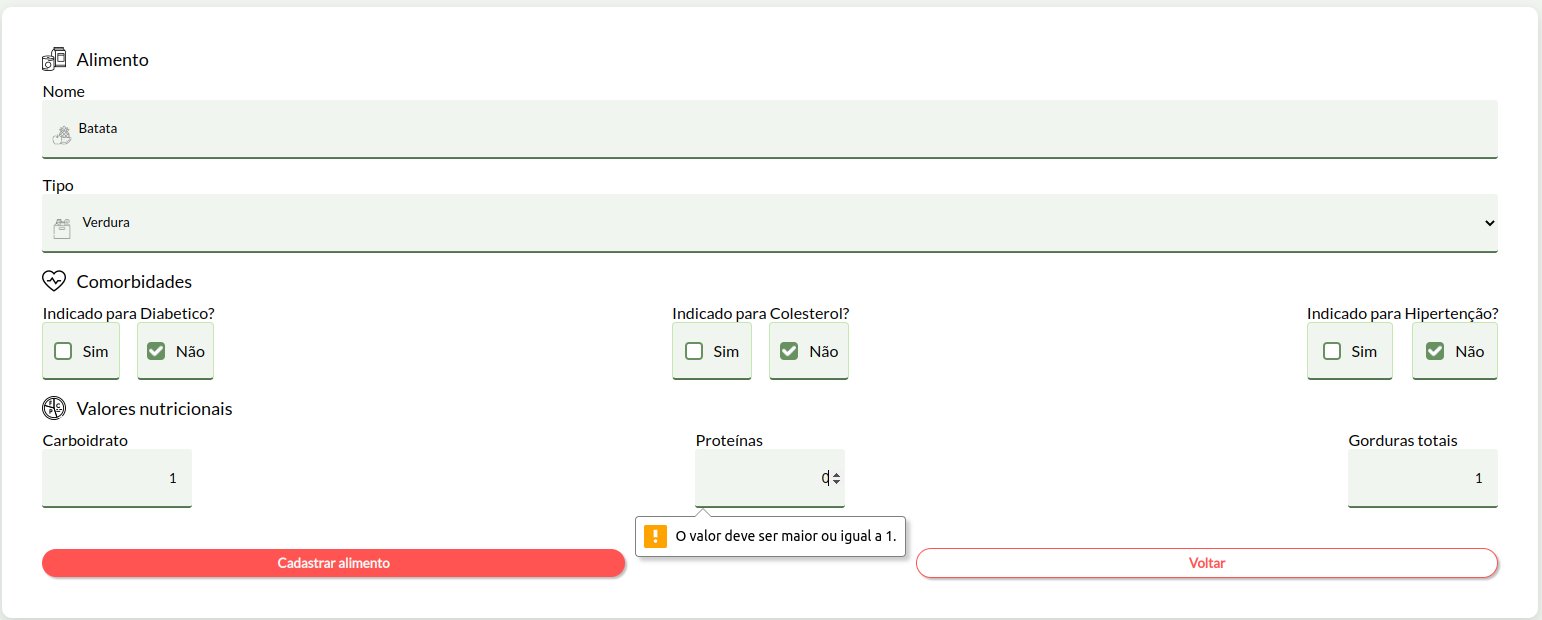 Alimento
Nome
Batata
Tipo
Verdura
Comorbidades
Indicado para Diabetico? Indicado para Colesterol? Indicado para Hipertenção?
Sim Não Sim Não Sim Não
Valores nutricionais
Carboidrato Proteínas Gorduras totais
1 0 1
O valor deve ser maior ou igual a 1.
Cadastrar alimento Voltar